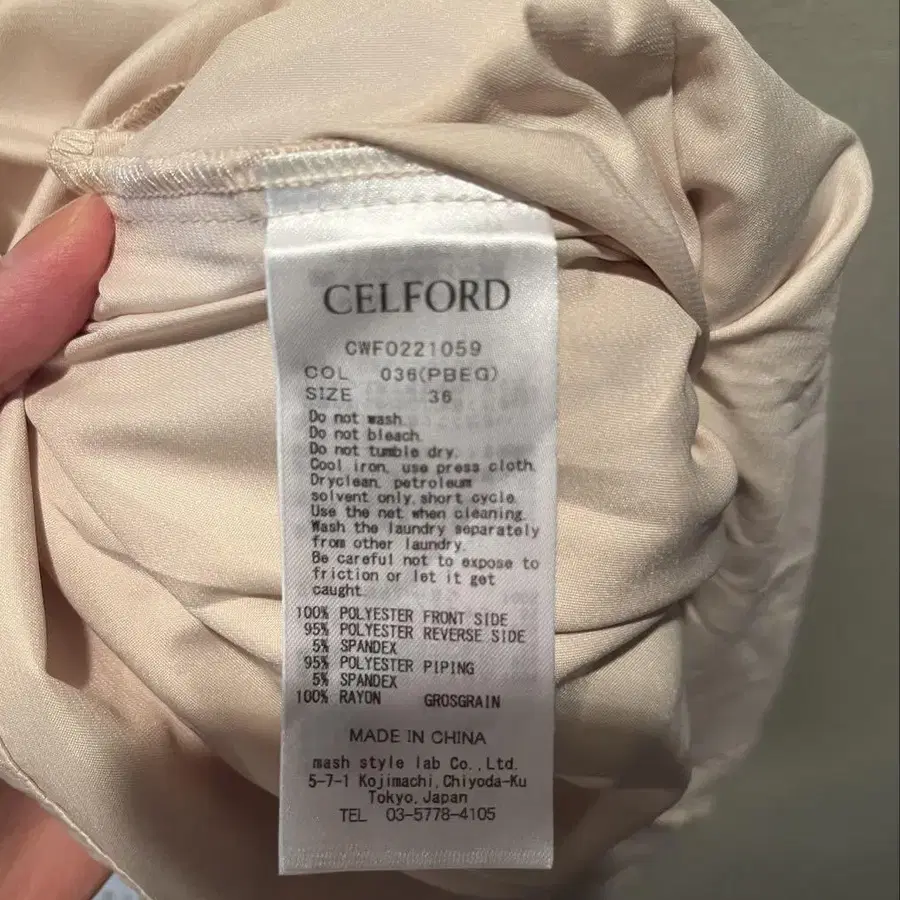 CELFORD
CWF0221059
COL 036(PBEG)
SIZE 36
Do not wash.
Do not bleach.
Do not tumble dry.
Cool iron, use press cloth.
Dryclean, petroleum
solvent only, short cycle.
Use the net when cleaning.
Wash the laundry separately
from other laundry.
Be careful not to expose to
friction or let it get
caught.
100% POLYESTER FRONT SIDE
95% POLYESTER REVERSE SIDE
5% SPANDEX
95% POLYESTER PIPING
5% SPANDEX
100% RAYON GROSGRAIN
MADE IN CHINA
mash style lab Co.,Ltd.
5-7-1 Kojimachi,Chiyoda-Ku
Tokyo,Japan
TEL 03-5778-4105